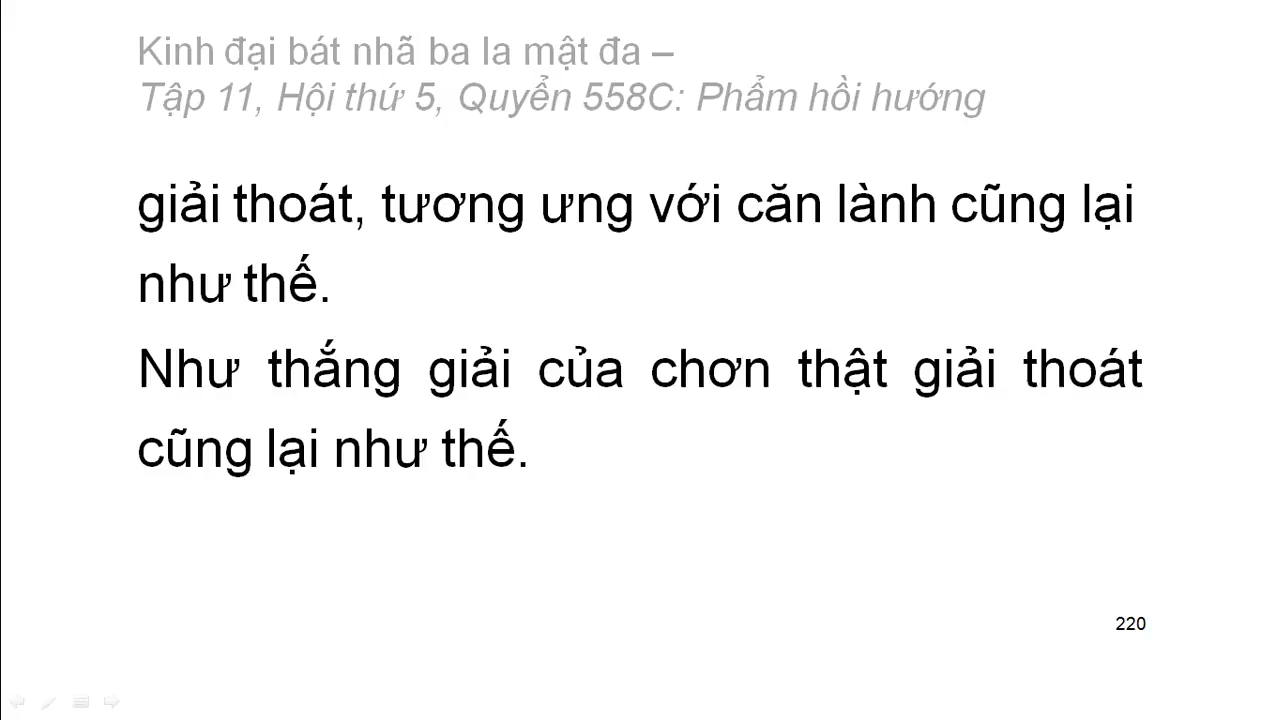 Kinh đại bát nhã ba la mật đa –
Tập 11, Hội thứ 5, Quyển 558C: Phẩm hồi hướng
giải thoát, tương ưng với căn lành cũng lại
như thế.
Như thắng giải của chơn thật giải thoát
cũng lại như thế.
220